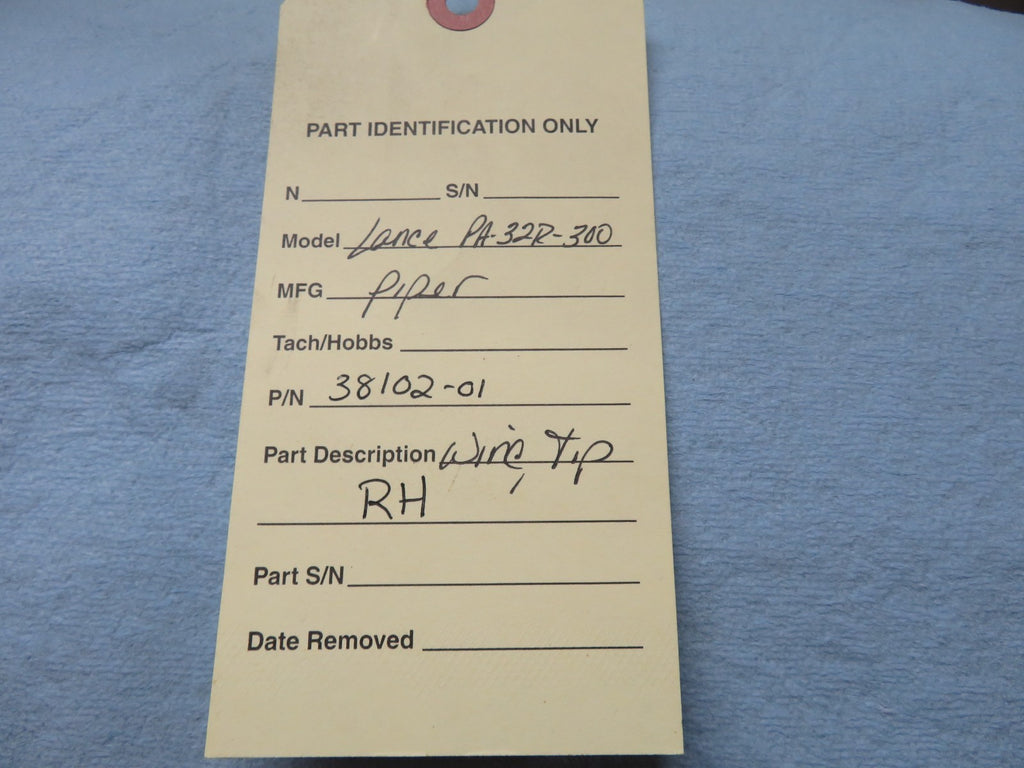 PART IDENTIFICATION ONLY
N S/N
Model Lance PA-32R-300
MFG Piper
Tach/Hobbs
P/N 38102-01
Part Description Wing Tip
RH
Part S/N
Date Removed